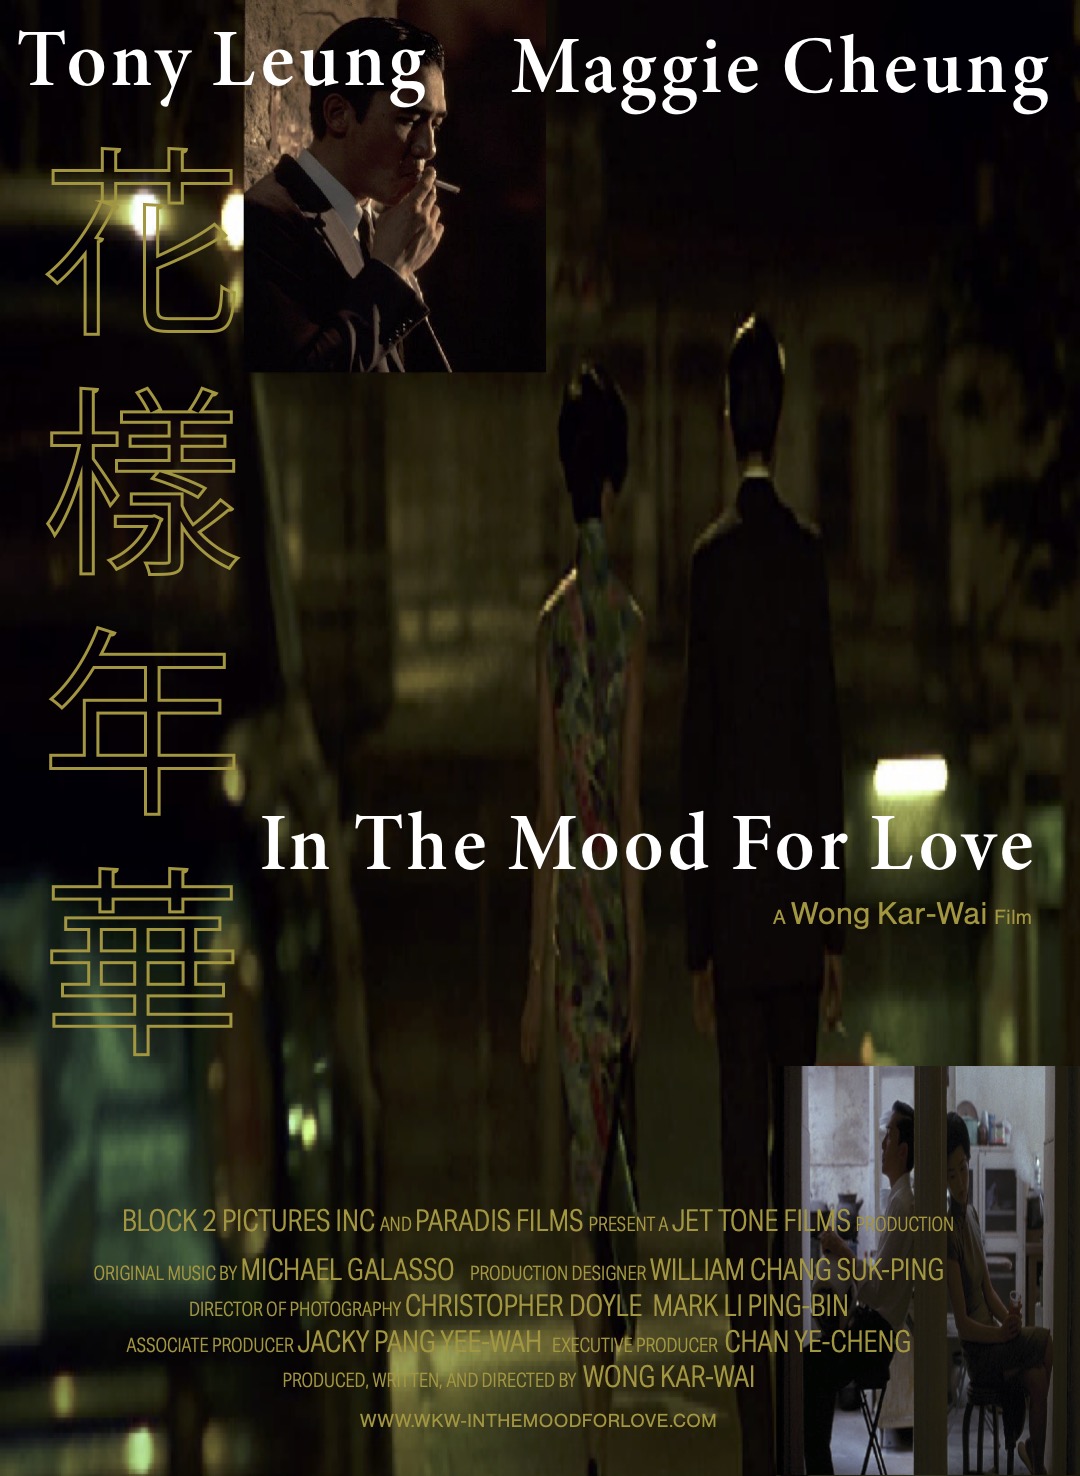 Tony Leung Maggie Cheung
花樣年華
In The Mood For Love
A Wong Kar-Wai Film
BLOCK 2 PICTURES INC AND PARADIS FILMS PRESENT A JET TONE FILMS PRODUCTION
ORIGINAL MUSIC BY MICHAEL GALASSO PRODUCTION DESIGNER WILLIAM CHANG SUK-PING
DIRECTOR OF PHOTOGRAPHY CHRISTOPHER DOYLE MARK LI PING-BIN
ASSOCIATE PRODUCER JACKY PANG YEE-WAH EXECUTIVE PRODUCER CHAN YE-CHENG
PRODUCED, WRITTEN, AND DIRECTED BY WONG KAR-WAI
WWW.WKW-INTHEMOODFORLOVE.COM